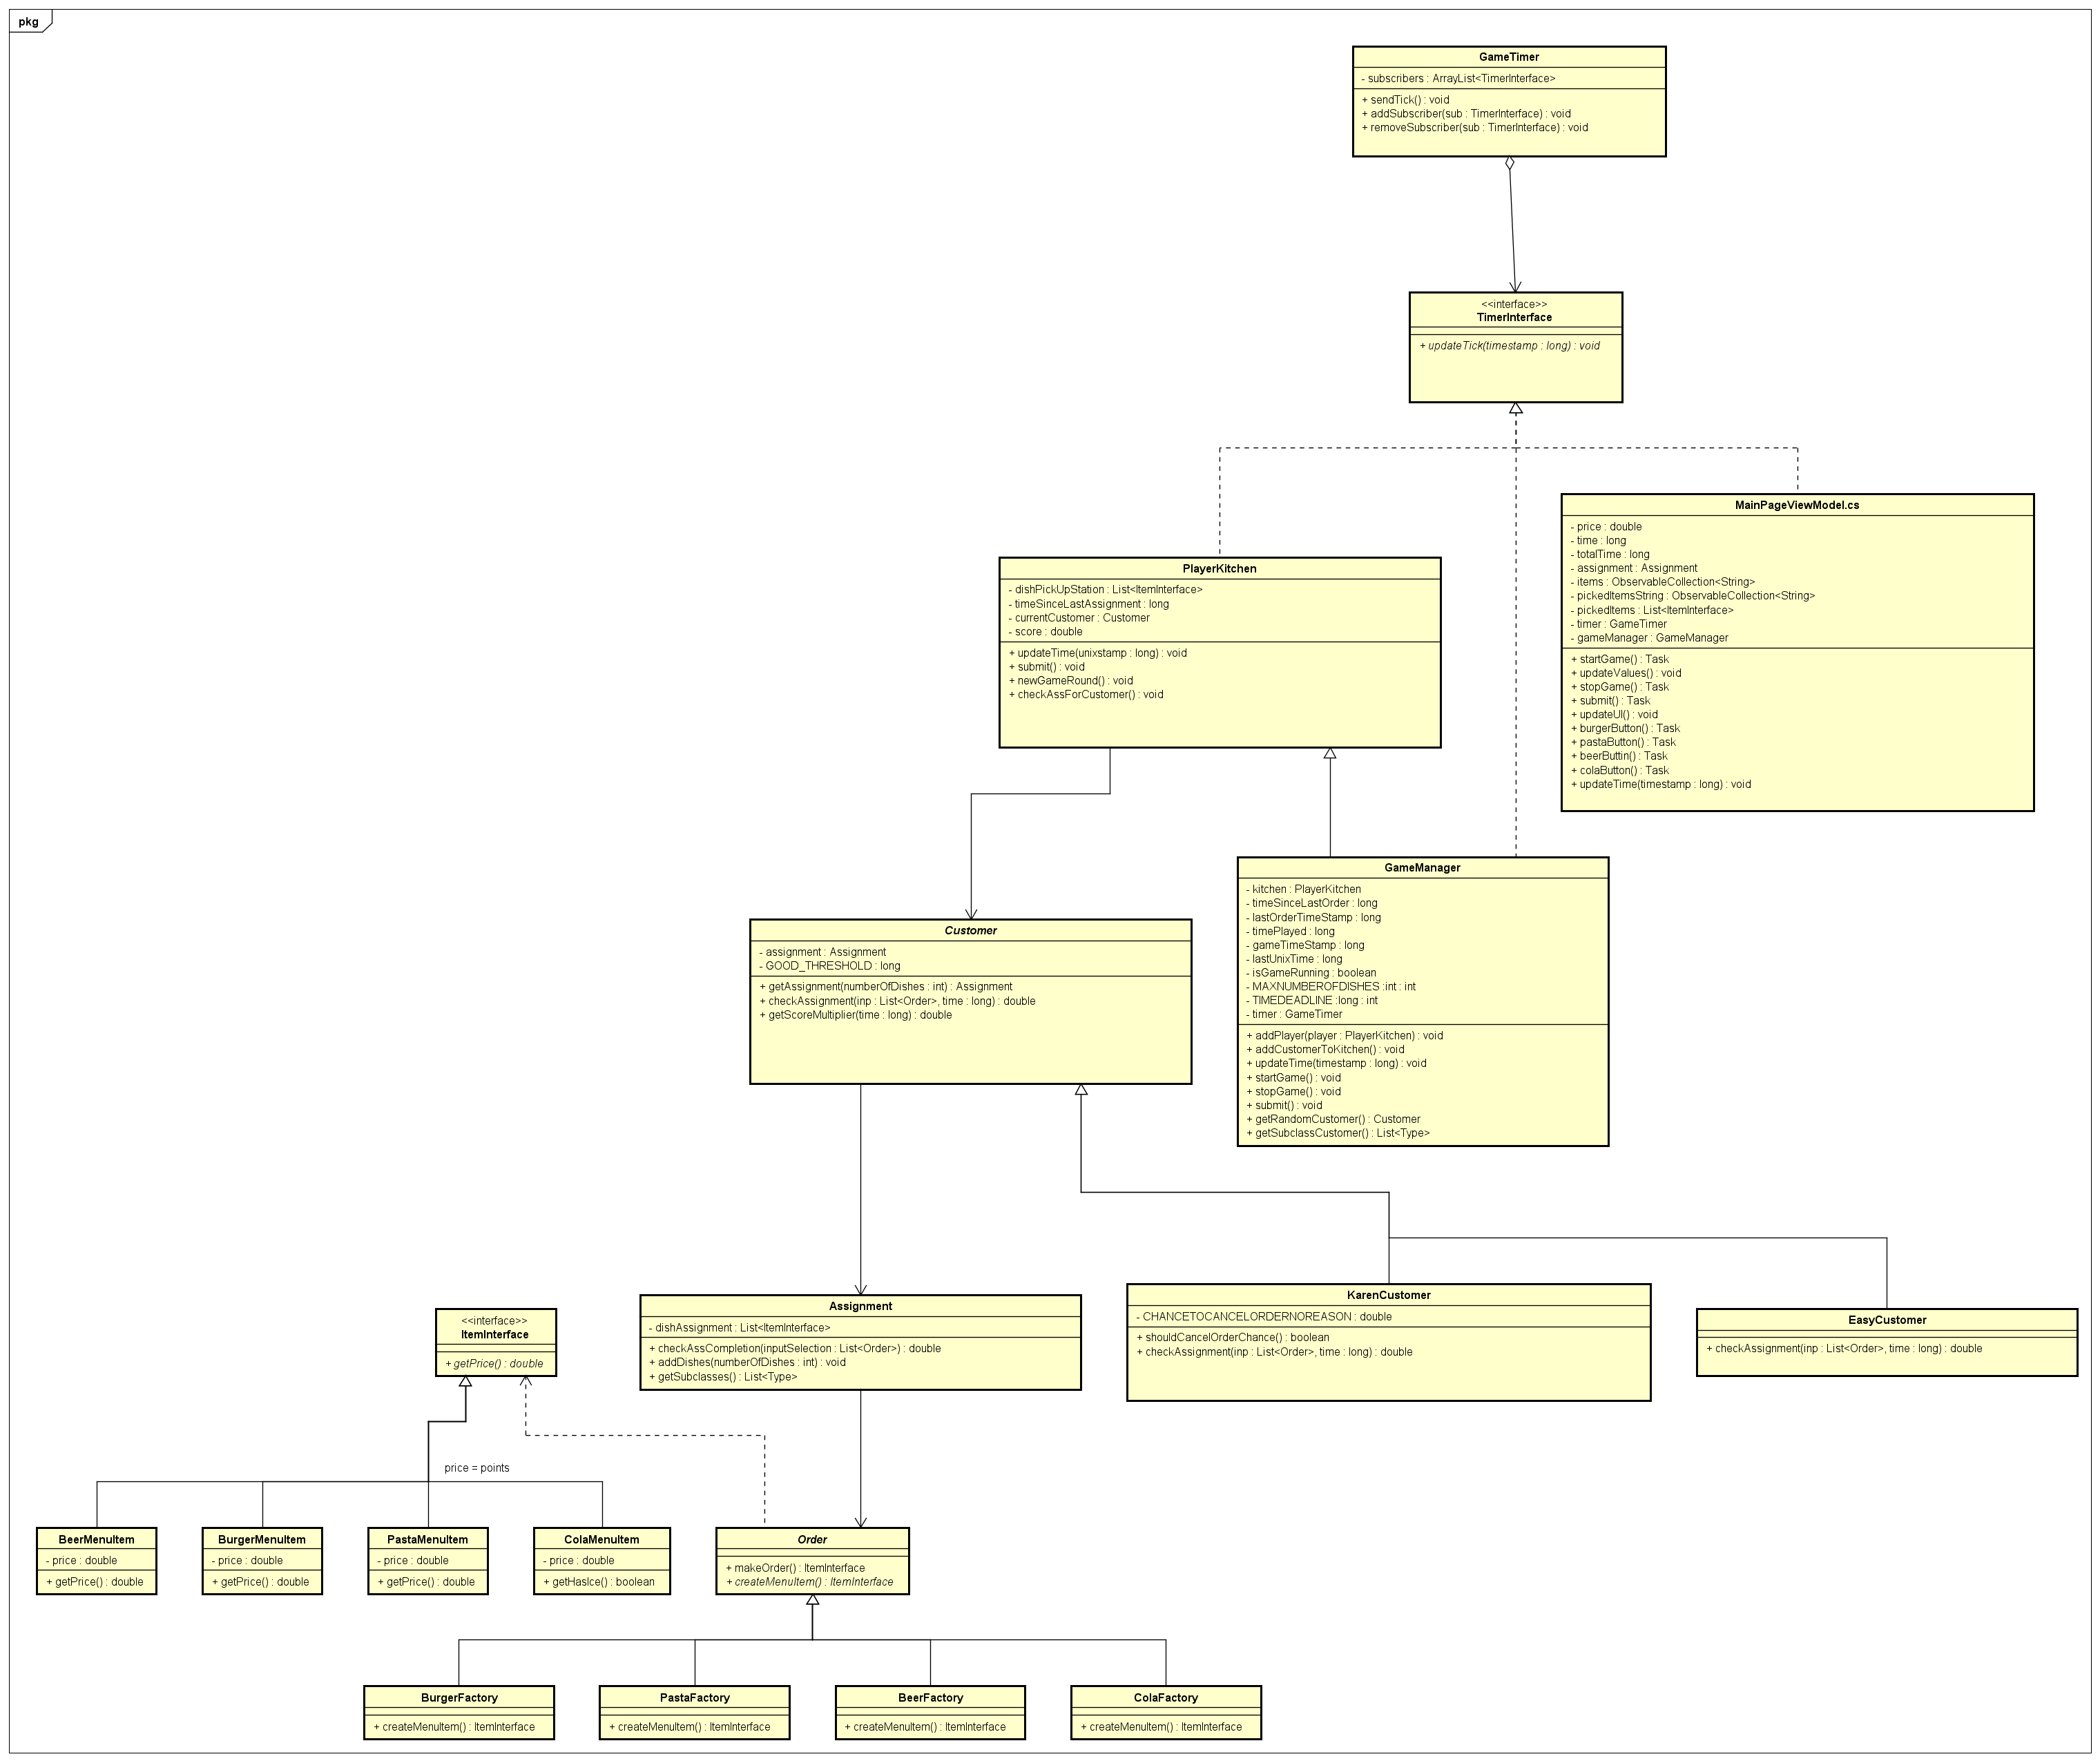 pkg
GameTimer
- subscribers : ArrayList<TimerInterface>
+ sendTick() : void
+ addSubscriber(sub : TimerInterface) : void
+ removeSubscriber(sub : TimerInterface) : void
<<interface>>
TimerInterface
+ updateTick(timestamp : long) : void
MainPageViewModel.cs
- price : double
- time : long
- totalTime : long
- assignment : Assignment
- items : ObservableCollection<String>
- pickedItemsString : ObservableCollection<String>
- pickedItems : List<ItemInterface>
- timer : GameTimer
- gameManager : GameManager
+ startGame() : Task
+ updateValues() : void
+ stopGame() : Task
+ submit() : Task
+ updateUI() : void
+ burgerButton() : Task
+ pastaButton() : Task
+ beerButtin() : Task
+ colaButton() : Task
+ updateTime(timestamp : long) : void
PlayerKitchen
- dishPickUpStation : List<ItemInterface>
- timeSinceLastAssignment : long
- currentCustomer : Customer
- score : double
+ updateTime(unixstamp : long) : void
+ submit() : void
+ newGameRound() : void
+ checkAssForCustomer() : void
GameManager
- kitchen : PlayerKitchen
- timeSinceLastOrder : long
- lastOrderTimeStamp : long
- timePlayed : long
- gameTimeStamp : long
- lastUnixTime : long
- isGameRunning : boolean
- MAXNUMBEROFDISHES :int : int
- TIMEDEADLINE :long : int
- timer : GameTimer
+ addPlayer(player : PlayerKitchen) : void
+ addCustomerToKitchen() : void
+ updateTime(timestamp : long) : void
+ startGame() : void
+ stopGame() : void
+ submit() : void
+ getRandomCustomer() : Customer
+ getSubclassCustomer() : List<Type>
Customer
- assignment : Assignment
- GOOD_THRESHOLD : long
+ getAssignment(numberOfDishes : int) : Assignment
+ checkAssignment(inp : List<Order>, time : long) : double
+ getScoreMultiplier(time : long) : double
KarenCustomer
- CHANCETOCANCELORDERNOREASON : double
+ shouldCancelOrderChance() : boolean
+ checkAssignment(inp : List<Order>, time : long) : double
EasyCustomer
+ checkAssignment(inp : List<Order>, time : long) : double
Assignment
- dishAssignment : List<ItemInterface>
+ checkAssCompletion(inputSelection : List<Order>) : double
+ addDishes(numberOfDishes : int) : void
+ getSubclasses() : List<Type>
<<interface>>
ItemInterface
+ getPrice() : double
price = points
BeerMenuItem
- price : double
+ getPrice() : double
BurgerMenuItem
- price : double
+ getPrice() : double
PastaMenuItem
- price : double
+ getPrice() : double
ColaMenuItem
- price : double
+ getHasIce() : boolean
Order
+ makeOrder() : ItemInterface
+ createMenuItem() : ItemInterface
BurgerFactory
+ createMenuItem() : ItemInterface
PastaFactory
+ createMenuItem() : ItemInterface
BeerFactory
+ createMenuItem() : ItemInterface
ColaFactory
+ createMenuItem() : ItemInterface